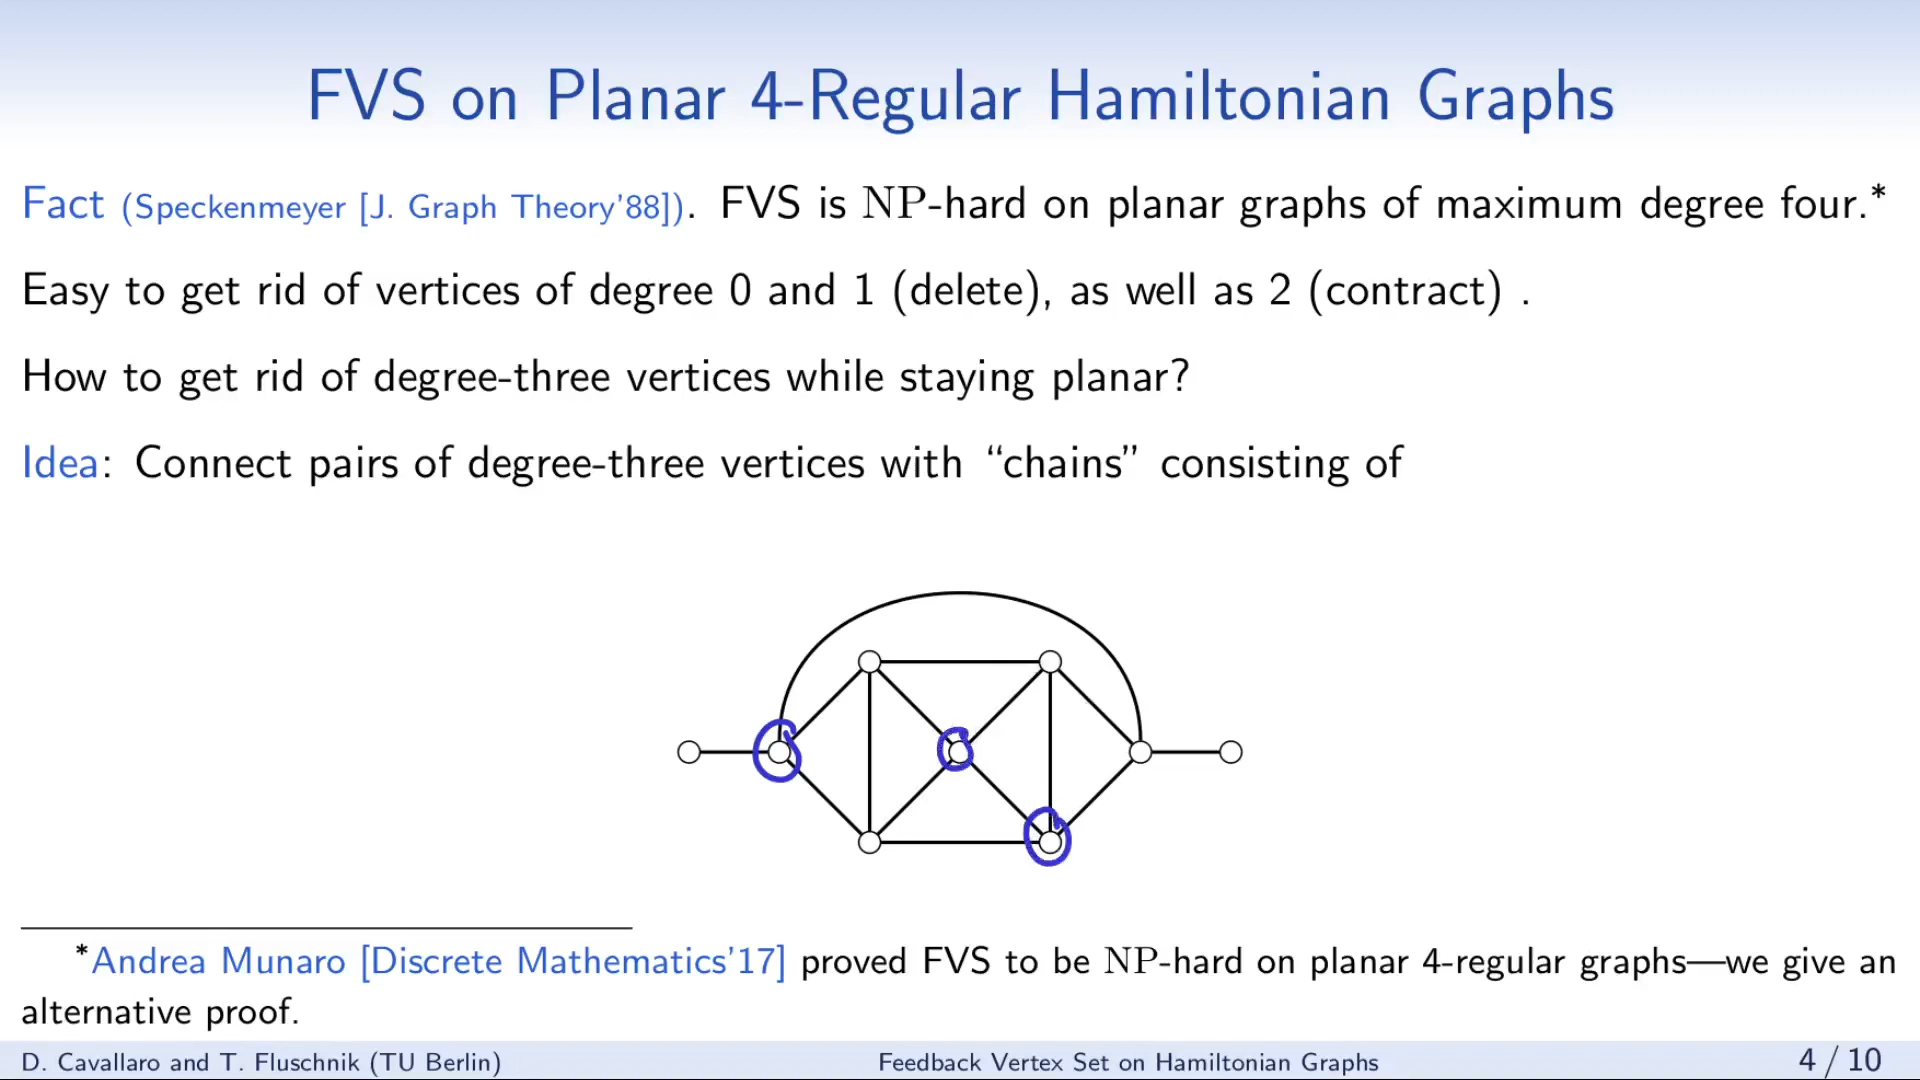 FVS on Planar 4-Regular Hamiltonian Graphs
Fact (Speckenmeyer [J. Graph Theory’88]). FVS is NP-hard on planar graphs of maximum degree four.*
Easy to get rid of vertices of degree 0 and 1 (delete), as well as 2 (contract) .
How to get rid of degree-three vertices while staying planar?
Idea: Connect pairs of degree-three vertices with “chains” consisting of
*Andrea Munaro [Discrete Mathematics’17] proved FVS to be NP-hard on planar 4-regular graphs—we give an
alternative proof.
D. Cavallaro and T. Fluschnik (TU Berlin) Feedback Vertex Set on Hamiltonian Graphs 4 / 10